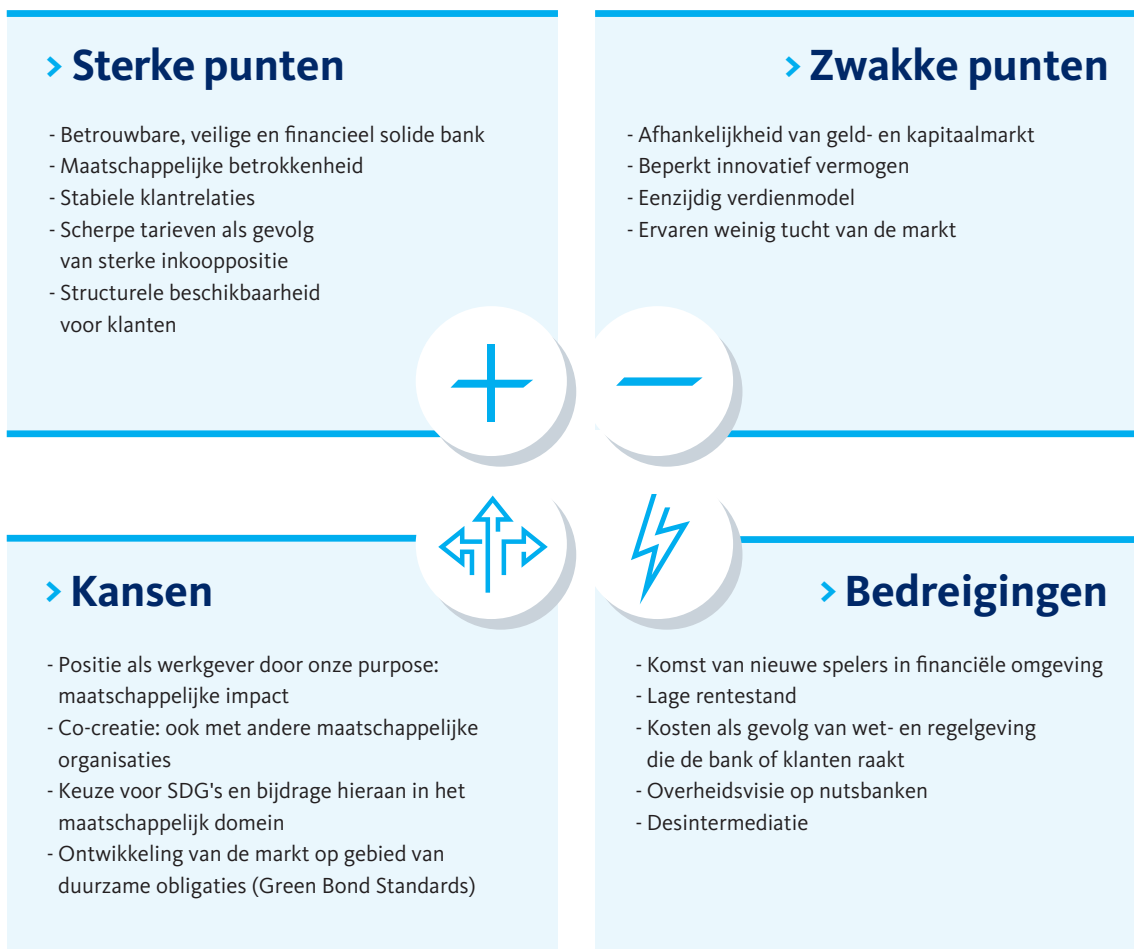 > Sterke punten
- Betrouwbare, veilige en financieel solide bank
- Maatschappelijke betrokkenheid
- Stabiele klantrelaties
- Scherpe tarieven als gevolg
van sterke inkooppositie
- Structurele beschikbaarheid
voor klanten
> Zwakke punten
- Afhankelijkheid van geld- en kapitaalmarkt
- Beperkt innovatief vermogen
- Eenzijdig verdienmodel
- Ervaren weinig tucht van de markt
> Kansen
- Positie als werkgever door onze purpose:
maatschappelijke impact
- Co-creatie: ook met andere maatschappelijke
organisaties
- Keuze voor SDG's en bijdrage hieraan in het
maatschappelijk domein
- Ontwikkeling van de markt op gebied van
duurzame obligaties (Green Bond Standards)
> Bedreigingen
- Komst van nieuwe spelers in financiële omgeving
- Lage rentestand
- Kosten als gevolg van wet- en regelgeving
die de bank of klanten raakt
- Overheidsvisie op nutsbanken
- Desintermediatie